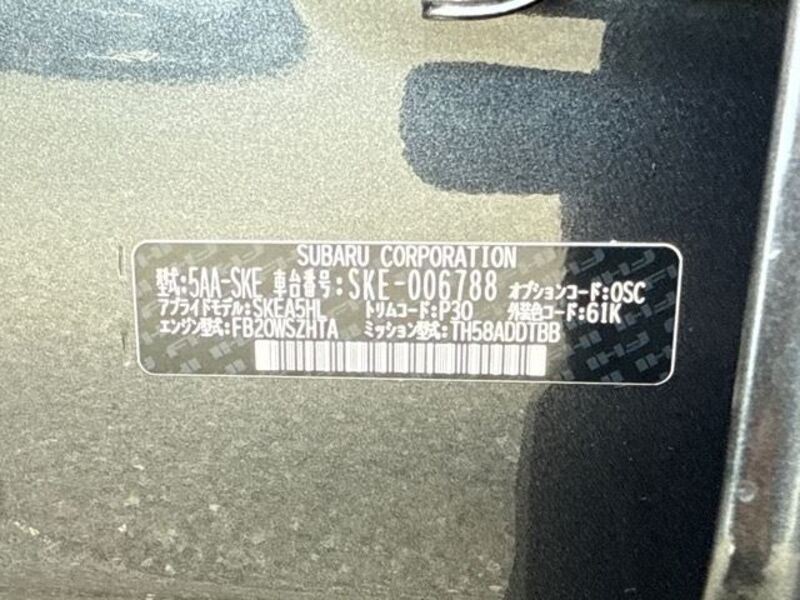 SUBARU CORPORATION
型式:5AA-SKE 車台番号:SKE-006788 オプションコード:OSC
アプライドモデル:SKEA5HL トリムコード:P30 外装色コード:61K
エンジン型式:FB20WSZHTA ミッション型式:TH58ADDTBB